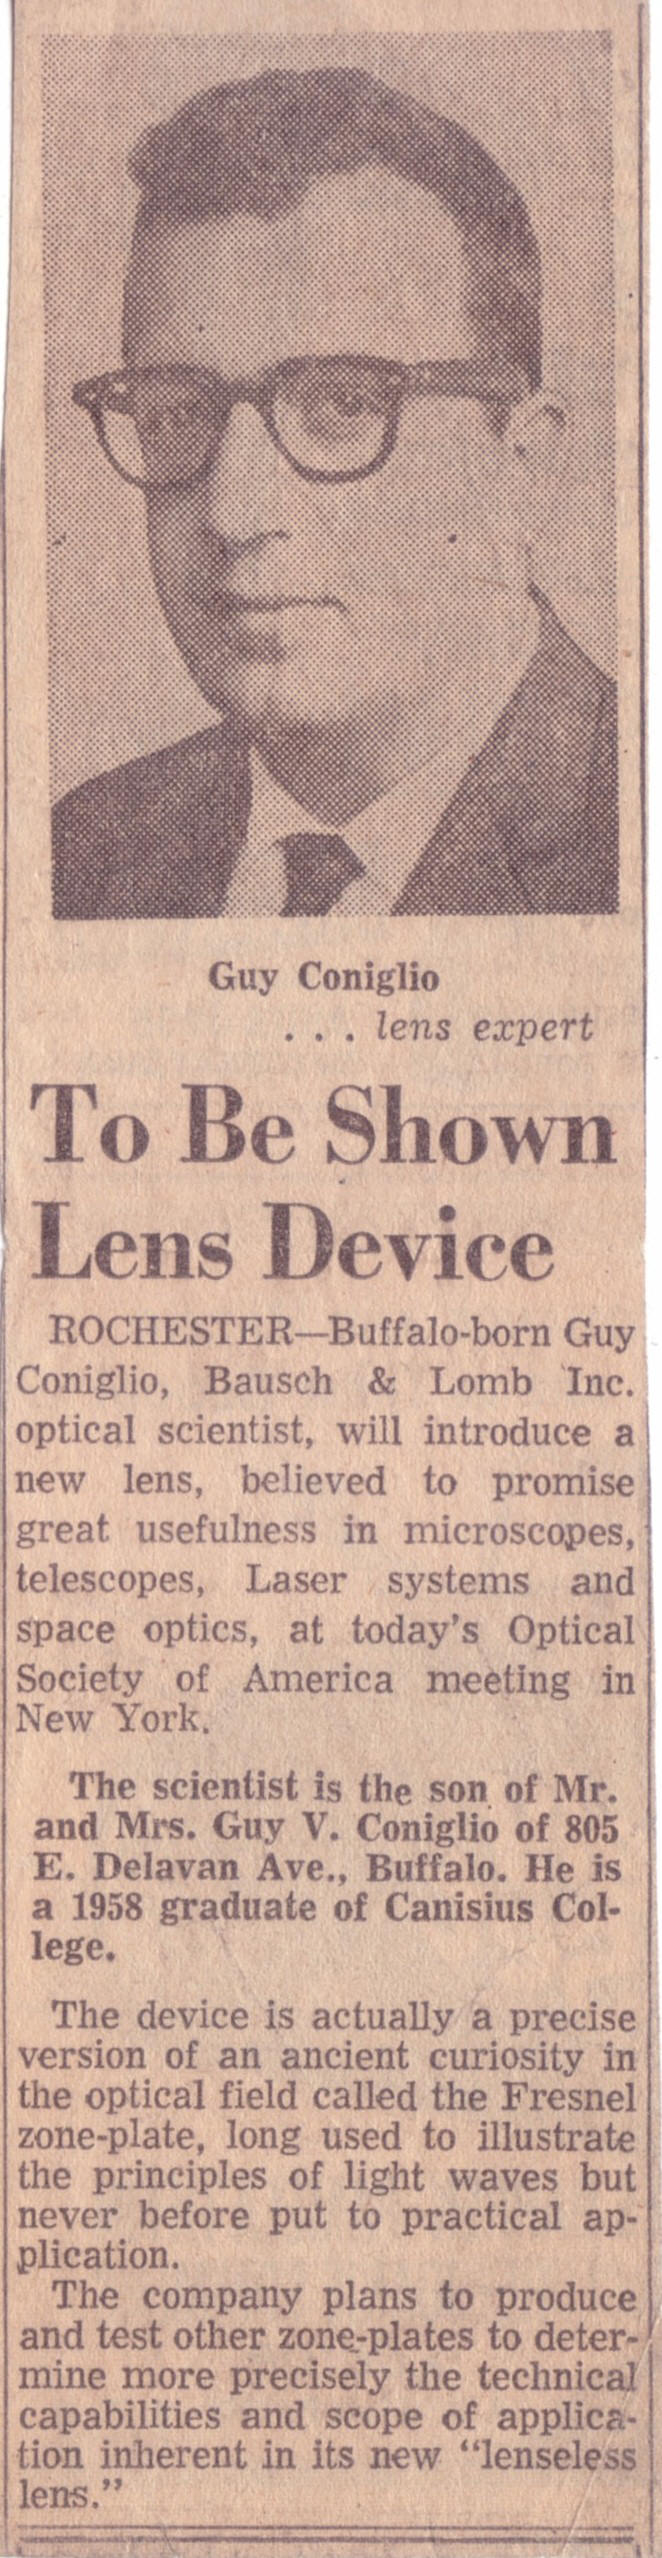 Guy Coniglio
. . . lens expert
To Be Shown
Lens Device
ROCHESTER—Buffalo-born Guy
Coniglio, Bausch & Lomb Inc.
optical scientist, will introduce a
new lens, believed to promise
great usefulness in microscopes,
telescopes, Laser systems and
space optics, at today's Optical
Society of America meeting in
New York.
The scientist is the son of Mr.
and Mrs. Guy V. Coniglio of 805
E. Delavan Ave., Buffalo. He is
a 1958 graduate of Canisius Col-
lege.
The device is actually a precise
version of an ancient curiosity in
the optical field called the Fresnel
zone-plate, long used to illustrate
the principles of light waves but
never before put to practical ap-
plication.
The company plans to produce
and test other zone-plates to deter-
mine more precisely the technical
capabilities and scope of applica-
tion inherent in its new "lenseless
lens."